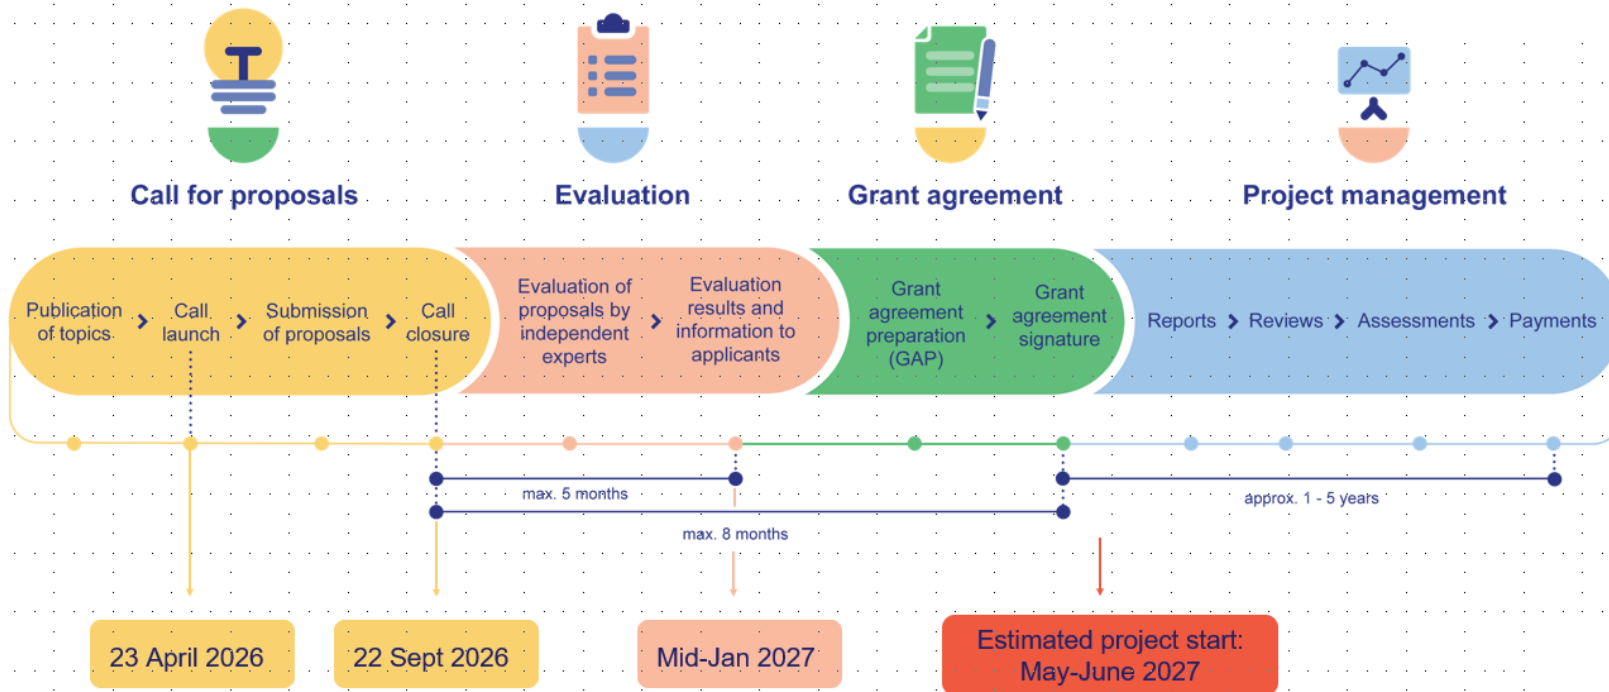 Call for proposals
Evaluation
Grant agreement
Project management
Publication
of topics
Call
launch
Submission
of proposals
Call
closure
Evaluation of
proposals by
independent
experts
Evaluation
results and
information to
applicants
Grant
agreement
preparation
(GAP)
Grant
agreement
signature
Reports
Reviews
Assessments
Payments
max. 5 months
approx. 1 - 5 years
max. 8 months
23 April 2026
22 Sept 2026
Mid-Jan 2027
Estimated project start:
May-June 2027